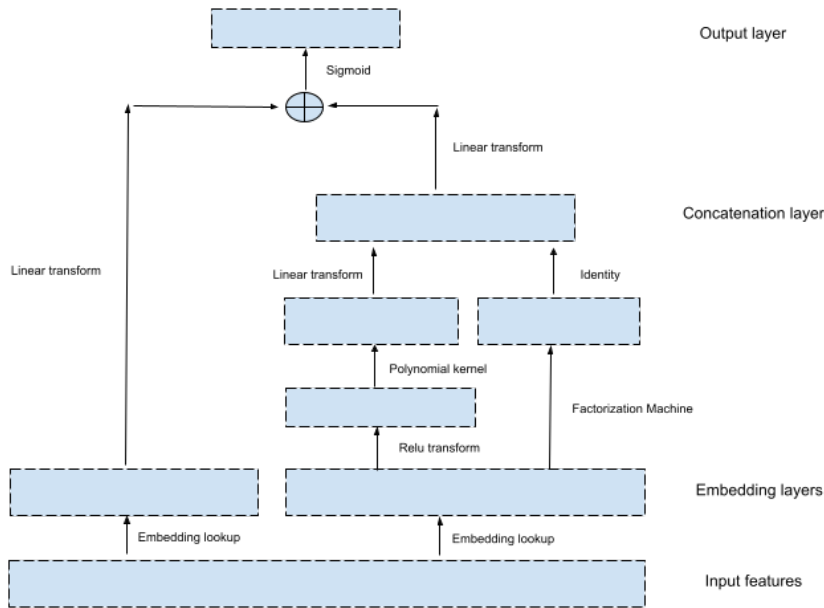 Output layer
Sigmoid
Linear transform
Concatenation layer
Linear transform
Linear transform
Identity
Polynomial kernel
Factorization Machine
Relu transform
Embedding layers
Embedding lookup
Embedding lookup
Input features